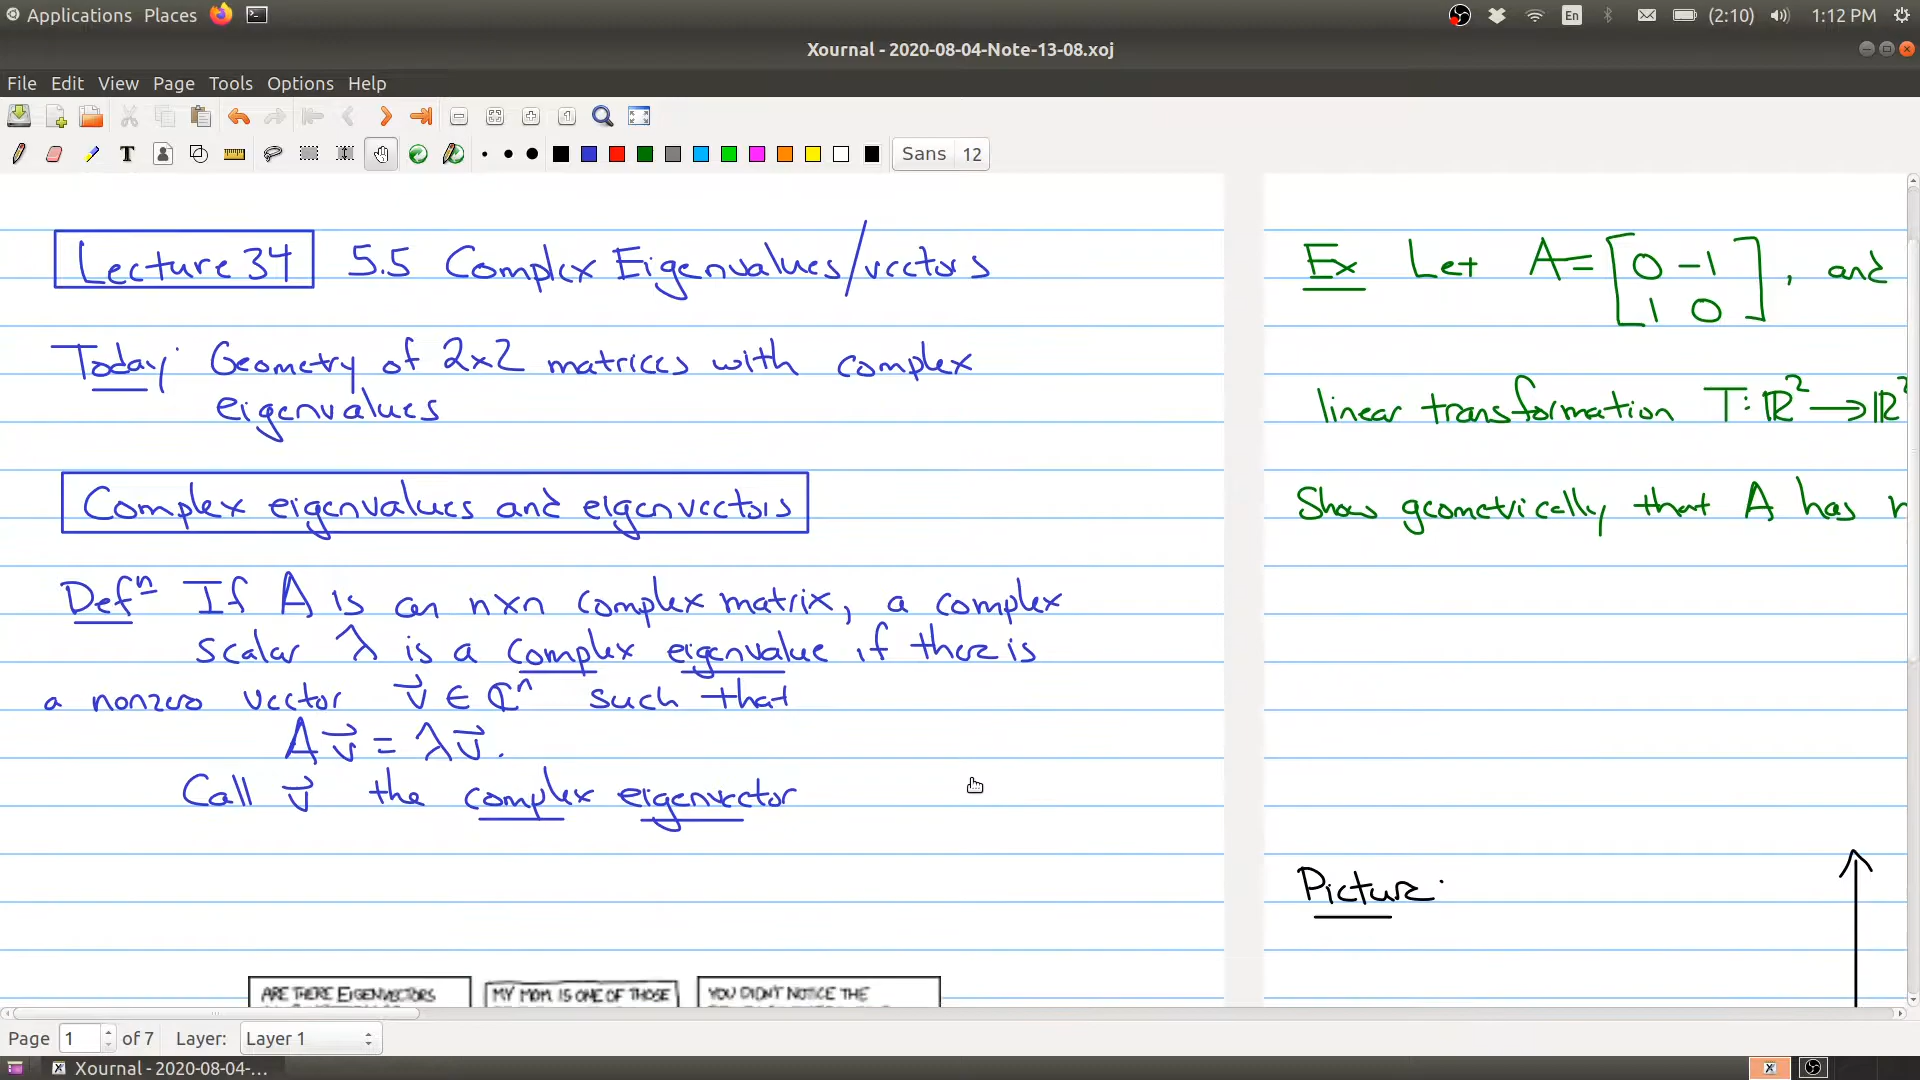 Applications Places En (2:10) 1:12 PM
Xournal - 2020-08-04-Note-13-08.xoj
File Edit View Page Tools Options Help
Sans 12
Lecture 34 5.5 Complex Eigenvalues/vectors
Today: Geometry of 2x2 matrices with complex
eigenvalues
Complex eigenvalues and eigenvectors
Defⁿ If A is an nxn complex matrix, a complex
scalar λ is a complex eigenvalue if there is
a nonzero vector v⃗ ∈ ℂⁿ such that
Av⃗ = λv⃗.
Call v⃗ the complex eigenvector
ARE THERE EIGENVECTORS
MY MOM IS ONE OF THOSE
YOU DIDN'T NOTICE THE
Ex Let A = [0 -1
1 0], and
linear transformation T: ℝ² → ℝ²
Show geometrically that A has
Picture:
Page 1 of 7 Layer: Layer 1
Xournal - 2020-08-04-...